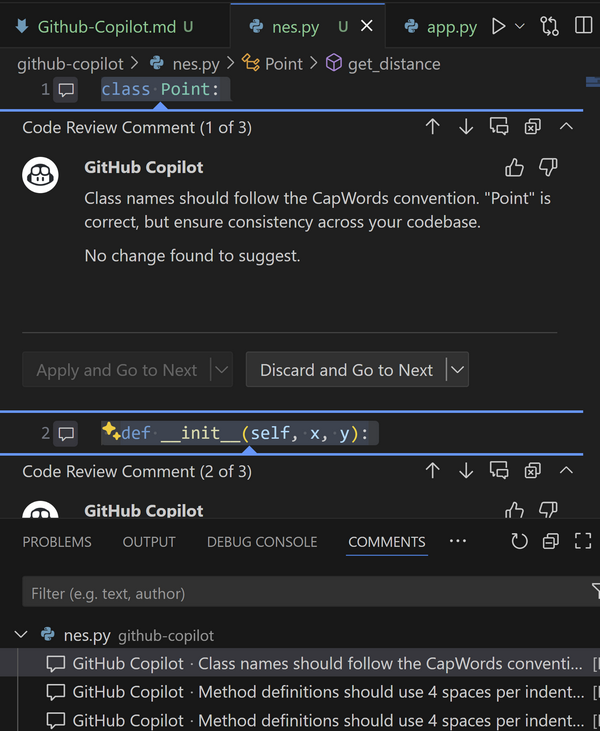 Github-Copilot.md U nes.py U app.py
github-copilot nes.py Point get_distance
1 class Point:
Code Review Comment (1 of 3)
GitHub Copilot
Class names should follow the CapWords convention. "Point" is
correct, but ensure consistency across your codebase.
No change found to suggest.
Apply and Go to Next Discard and Go to Next
2 def __init__(self, x, y):
Code Review Comment (2 of 3)
GitHub Copilot
PROBLEMS OUTPUT DEBUG CONSOLE COMMENTS ···
Filter (e.g. text, author)
nes.py github-copilot
GitHub Copilot · Class names should follow the CapWords conventi... [
GitHub Copilot · Method definitions should use 4 spaces per indent... [
GitHub Copilot · Method definitions should use 4 spaces per indent... [